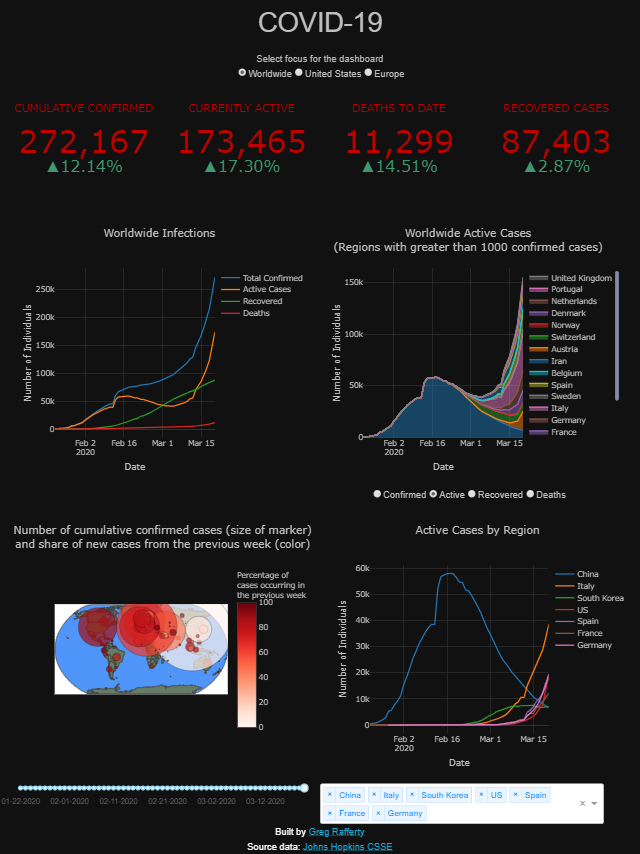 COVID-19
Select focus for the dashboard
Worldwide United States Europe
CUMULATIVE CONFIRMED
272,167
▲12.14%
CURRENTLY ACTIVE
173,465
▲17.30%
DEATHS TO DATE
11,299
▲14.51%
RECOVERED CASES
87,403
▲2.87%
Worldwide Infections
Number of Individuals
250k
200k
150k
100k
50k
0
Feb 2
2020
Feb 16
Mar 1
Mar 15
Date
Total Confirmed
Active Cases
Recovered
Deaths
Worldwide Active Cases
(Regions with greater than 1000 confirmed cases)
Number of Individuals
150k
100k
50k
0
Feb 2
2020
Feb 16
Mar 1
Mar 15
Date
United Kingdom
Portugal
Netherlands
Denmark
Norway
Switzerland
Austria
Iran
Belgium
Spain
Sweden
Italy
Germany
France
Confirmed Active Recovered Deaths
Number of cumulative confirmed cases (size of marker)
and share of new cases from the previous week (color)
Percentage of
cases occurring in
the previous week
100
80
60
40
20
0
Active Cases by Region
Number of Individuals
60k
50k
40k
30k
20k
10k
0
Feb 2
2020
Feb 16
Mar 1
Mar 15
Date
China
Italy
South Korea
US
Spain
France
Germany
01-22-2020 02-01-2020 02-11-2020 02-21-2020 03-02-2020 03-12-2020
× China × Italy × South Korea × US × Spain
× France × Germany
×
Built by Greg Rafferty
Source data: Johns Hopkins CSSE